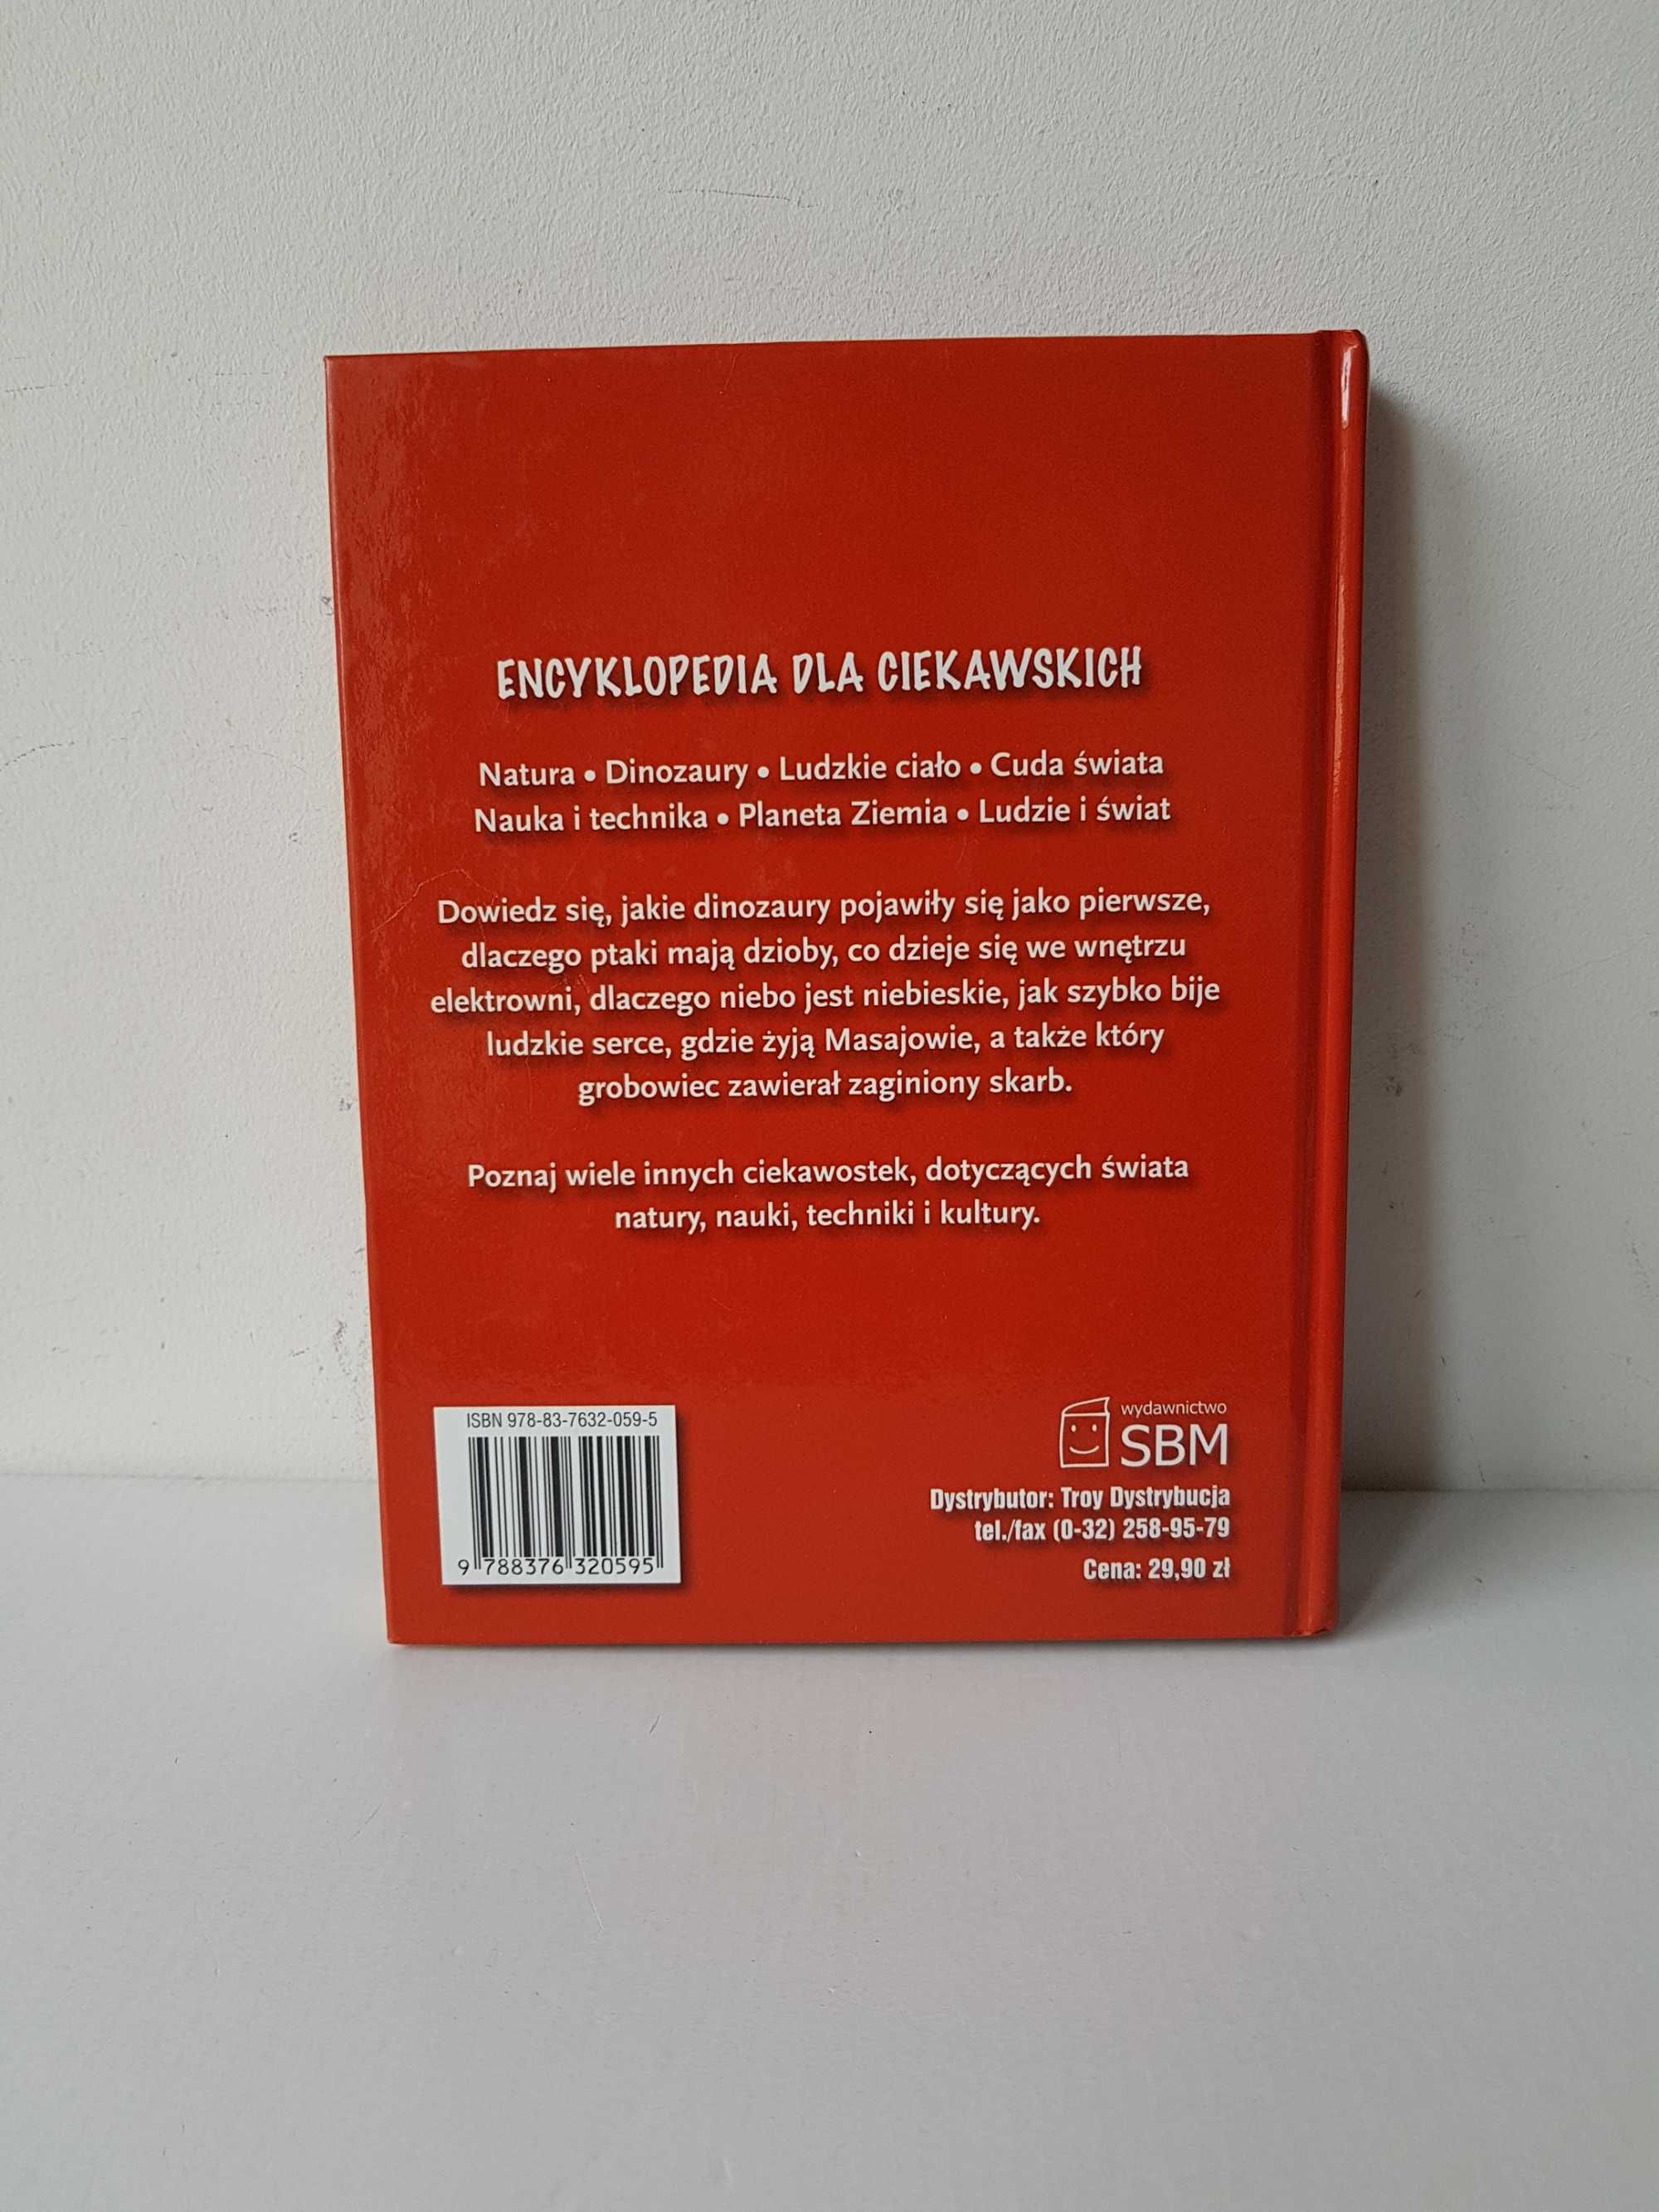 ENCYKLOPEDIA DLA CIEKAWSKICH
Natura • Dinozaury • Ludzkie ciało • Cuda świata
Nauka i technika • Planeta Ziemia • Ludzie i świat
Dowiedz się, jakie dinozaury pojawiły się jako pierwsze,
dlaczego ptaki mają dzioby, co dzieje się we wnętrzu
elektrowni, dlaczego niebo jest niebieskie, jak szybko bije
ludzkie serce, gdzie żyją Masajowie, a także który
grobowiec zawierał zaginiony skarb.
Poznaj wiele innych ciekawostek, dotyczących świata
natury, nauki, techniki i kultury.
ISBN 978-83-7632-059-5
9 788376 320595
wydawnictwo
SBM
Dystrybutor: Troy Dystrybucja
tel./fax (0-32) 258-95-79
Cena: 29,90 zł